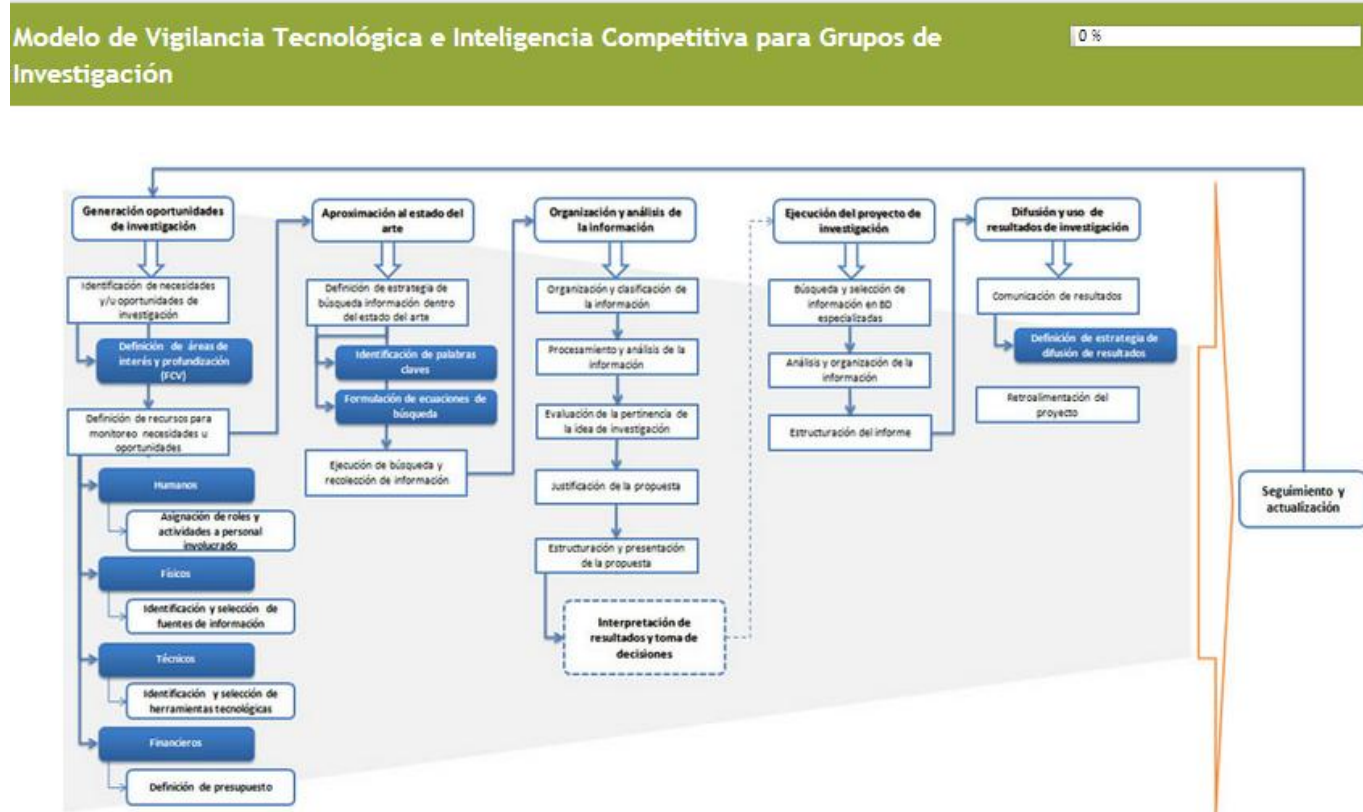 Modelo de Vigilancia Tecnológica e Inteligencia Competitiva para Grupos de
Investigación
0 %
Generación oportunidades
de investigación
Identificación de necesidades
y/u oportunidades de
investigación
Definición de áreas de
interés y profundización
(FCV)
Definición de recursos para
monitoreo necesidades u
oportunidades
Humanos
Asignación de roles y
actividades a personal
involucrado
Físicos
Identificación y selección de
fuentes de información
Técnicos
Identificación y selección de
herramientas tecnológicas
Financieros
Definición de presupuesto
Aproximación al estado del
arte
Definición de estrategia de
búsqueda información dentro
del estado del arte
Identificación de palabras
claves
Formulación de ecuaciones de
búsqueda
Ejecución de búsqueda y
recolección de información
Organización y análisis de
la información
Organización y clasificación de
la información
Procesamiento y análisis de la
información
Evaluación de la pertinencia de
la idea de investigación
Justificación de la propuesta
Estructuración y presentación
de la propuesta
Interpretación de
resultados y toma de
decisiones
Ejecución del proyecto de
investigación
Búsqueda y selección de
información en BD
especializadas
Análisis y organización de la
información
Estructuración del informe
Difusión y uso de
resultados de investigación
Comunicación de resultados
Definición de estrategia de
difusión de resultados
Retroalimentación del
proyecto
Seguimiento y
actualización